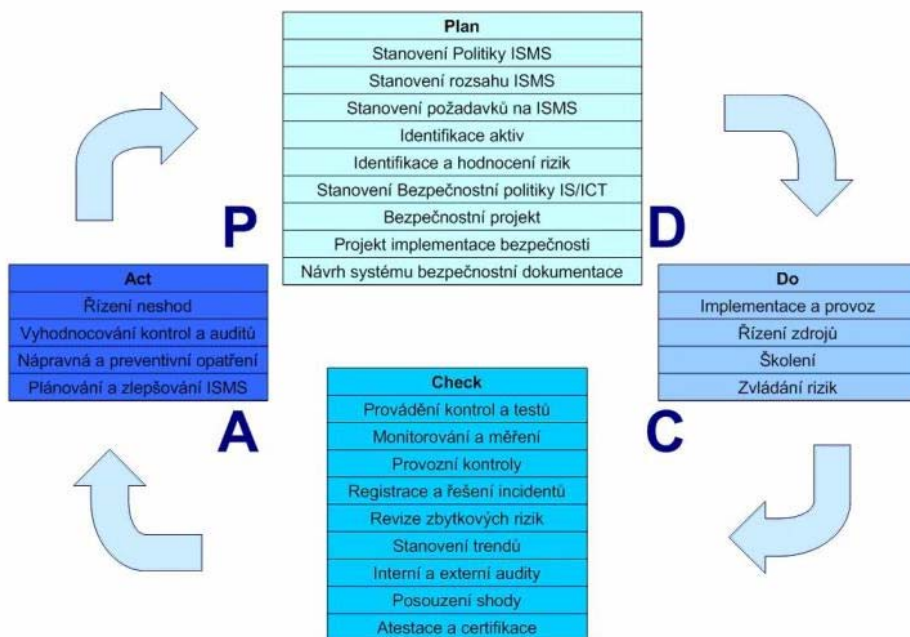 Plan
Stanovení Politiky ISMS
Stanovení rozsahu ISMS
Stanovení požadavků na ISMS
Identifikace aktiv
Identifikace a hodnocení rizik
Stanovení Bezpečnostní politiky IS/ICT
Bezpečnostní projekt
Projekt implementace bezpečnosti
Návrh systému bezpečnostní dokumentace
P
D
Do
Implementace a provoz
Řízení zdrojů
Školení
Zvládání rizik
C
Check
Provádění kontrol a testů
Monitorování a měření
Provozní kontroly
Registrace a řešení incidentů
Revize zbytkových rizik
Stanovení trendů
Interní a externí audity
Posouzení shody
Atestace a certifikace
A
Act
Řízení neshod
Vyhodnocování kontrol a auditů
Nápravná a preventivní opatření
Plánování a zlepšování ISMS